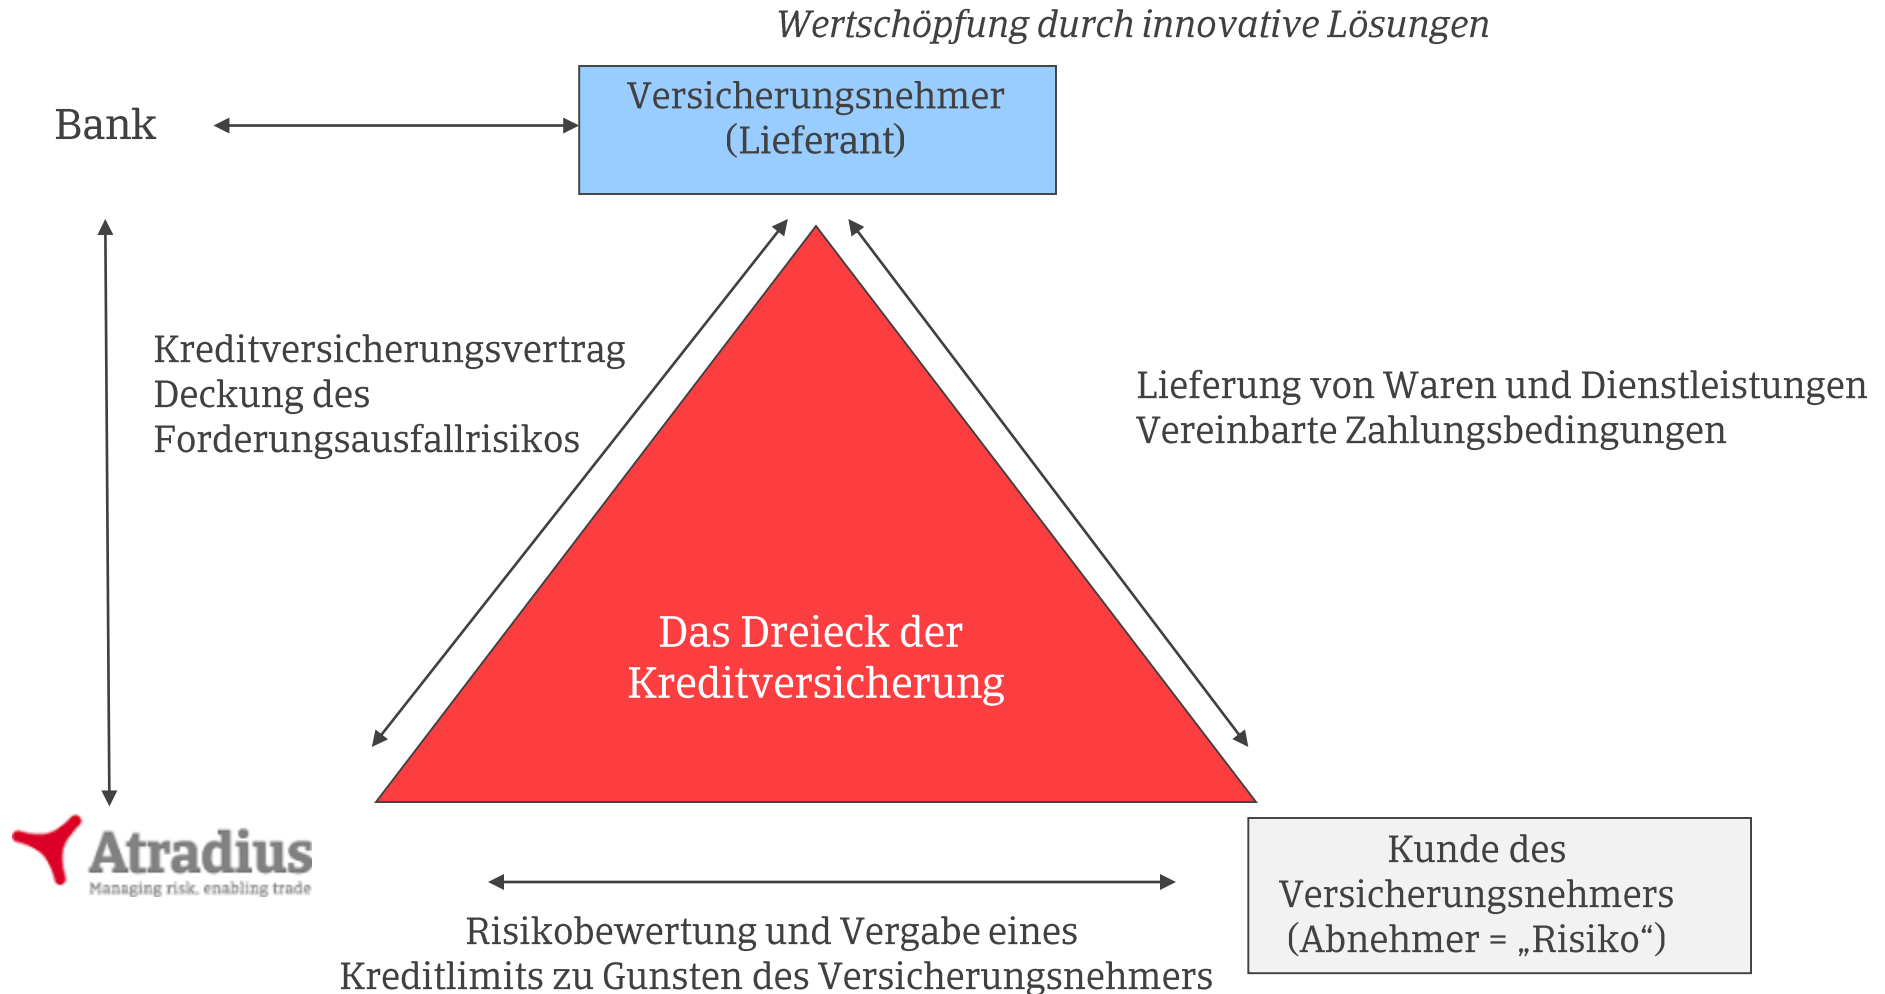 Wertschöpfung durch innovative Lösungen
Bank
Versicherungsnehmer
(Lieferant)
Kreditversicherungsvertrag
Deckung des
Forderungsausfallrisikos
Lieferung von Waren und Dienstleistungen
Vereinbarte Zahlungsbedingungen
Das Dreieck der
Kreditversicherung
Atradius
Managing risk, enabling trade
Kunde des
Versicherungsnehmers
(Abnehmer = „Risiko“)
Risikobewertung und Vergabe eines
Kreditlimits zu Gunsten des Versicherungsnehmers